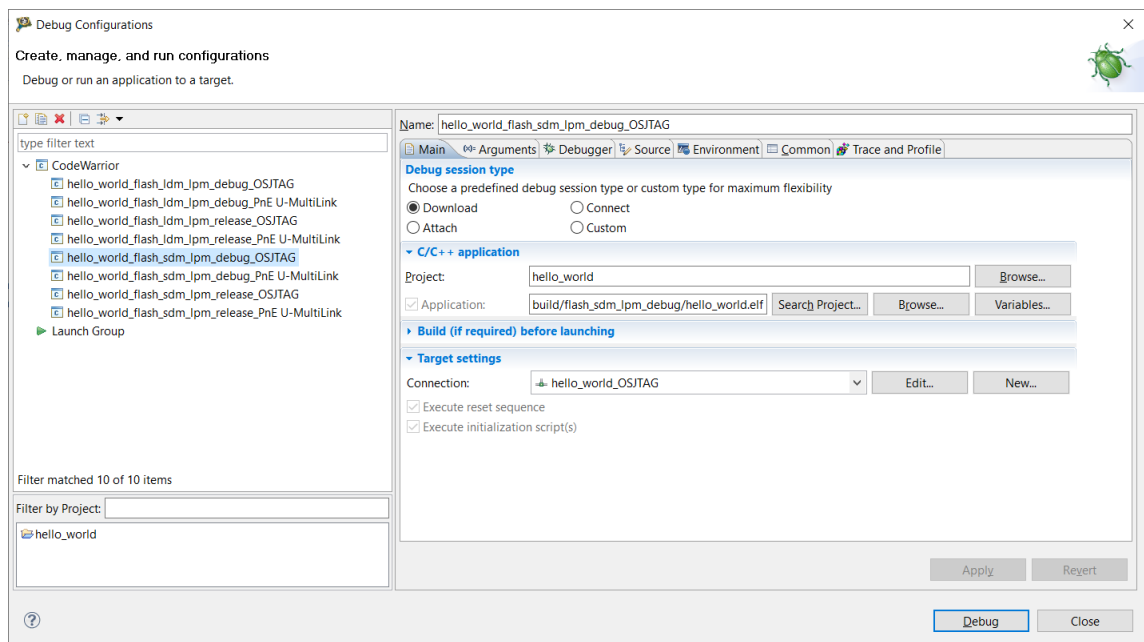 Debug Configurations
Create, manage, and run configurations
Debug or run an application to a target.
type filter text
CodeWarrior
hello_world_flash_ldm_lpm_debug_OSJTAG
hello_world_flash_ldm_lpm_debug_PnE U-MultiLink
hello_world_flash_ldm_lpm_release_OSJTAG
hello_world_flash_ldm_lpm_release_PnE U-MultiLink
hello_world_flash_sdm_lpm_debug_OSJTAG
hello_world_flash_sdm_lpm_debug_PnE U-MultiLink
hello_world_flash_sdm_lpm_release_OSJTAG
hello_world_flash_sdm_lpm_release_PnE U-MultiLink
Launch Group
Filter matched 10 of 10 items
Filter by Project:
hello_world
Name: hello_world_flash_sdm_lpm_debug_OSJTAG
Main (x)= Arguments Debugger Source Environment Common Trace and Profile
Debug session type
Choose a predefined debug session type or custom type for maximum flexibility
Download Connect
Attach Custom
C/C++ application
Project: hello_world Browse...
Application: build/flash_sdm_lpm_debug/hello_world.elf Search Project... Browse... Variables...
Build (if required) before launching
Target settings
Connection: hello_world_OSJTAG Edit... New...
Execute reset sequence
Execute initialization script(s)
Apply Revert
Debug Close